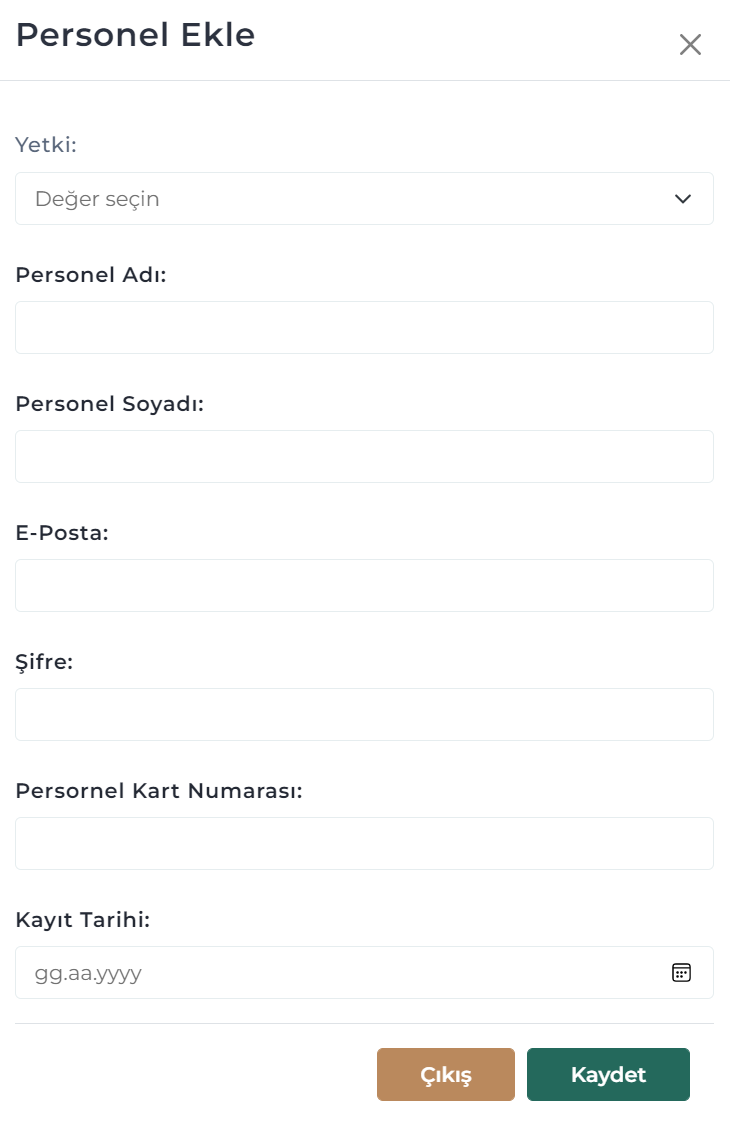 Personel Ekle
Yetki:
Değer seçin
Personel Adı:
Personel Soyadı:
E-Posta:
Şifre:
Persornel Kart Numarası:
Kayıt Tarihi:
gg.aa.yyyy
Çıkış Kaydet